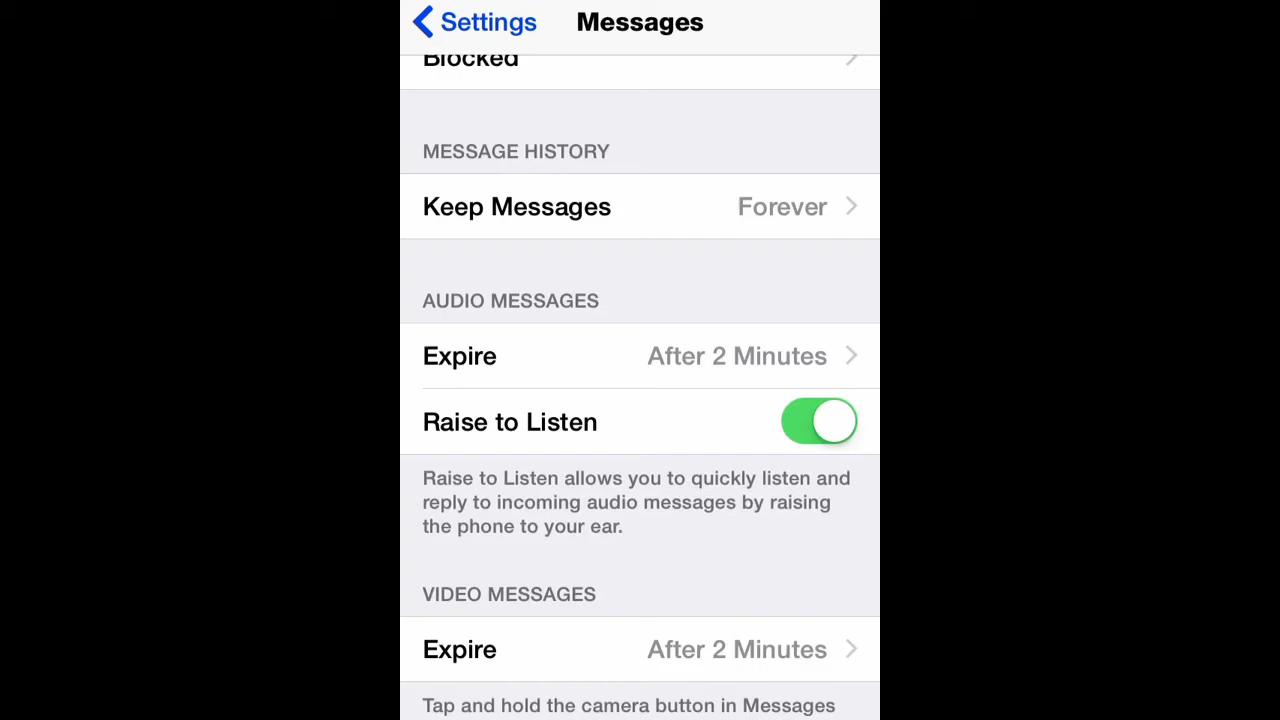 Settings Messages
Blocked
MESSAGE HISTORY
Keep Messages Forever
AUDIO MESSAGES
Expire After 2 Minutes
Raise to Listen
Raise to Listen allows you to quickly listen and
reply to incoming audio messages by raising
the phone to your ear.
VIDEO MESSAGES
Expire After 2 Minutes
Tap and hold the camera button in Messages